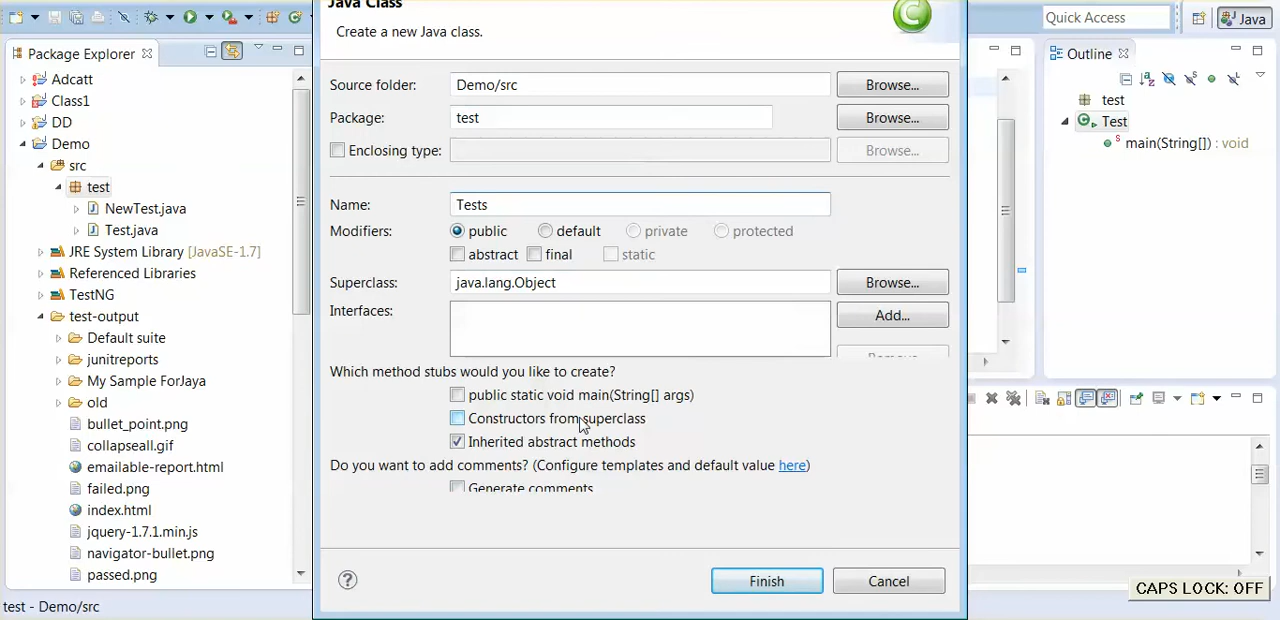 Java Class
Create a new Java class.
Quick Access
Java
Package Explorer
Adcatt
Class1
DD
Demo
src
test
NewTest.java
Test.java
JRE System Library [JavaSE-1.7]
Referenced Libraries
TestNG
test-output
Default suite
junitreports
My Sample ForJaya
old
bullet_point.png
collapseall.gif
emailable-report.html
failed.png
index.html
jquery-1.7.1.min.js
navigator-bullet.png
passed.png
test - Demo/src
Source folder: Demo/src Browse...
Package: test Browse...
Enclosing type: Browse...
Name: Tests
Modifiers: public default private protected
abstract final static
Superclass: java.lang.Object Browse...
Interfaces: Add...
Remove
Which method stubs would you like to create?
public static void main(String[] args)
Constructors from superclass
Inherited abstract methods
Do you want to add comments? (Configure templates and default value here)
Generate comments
? Finish Cancel
Outline
test
Test
main(String[]) : void
CAPS LOCK: OFF